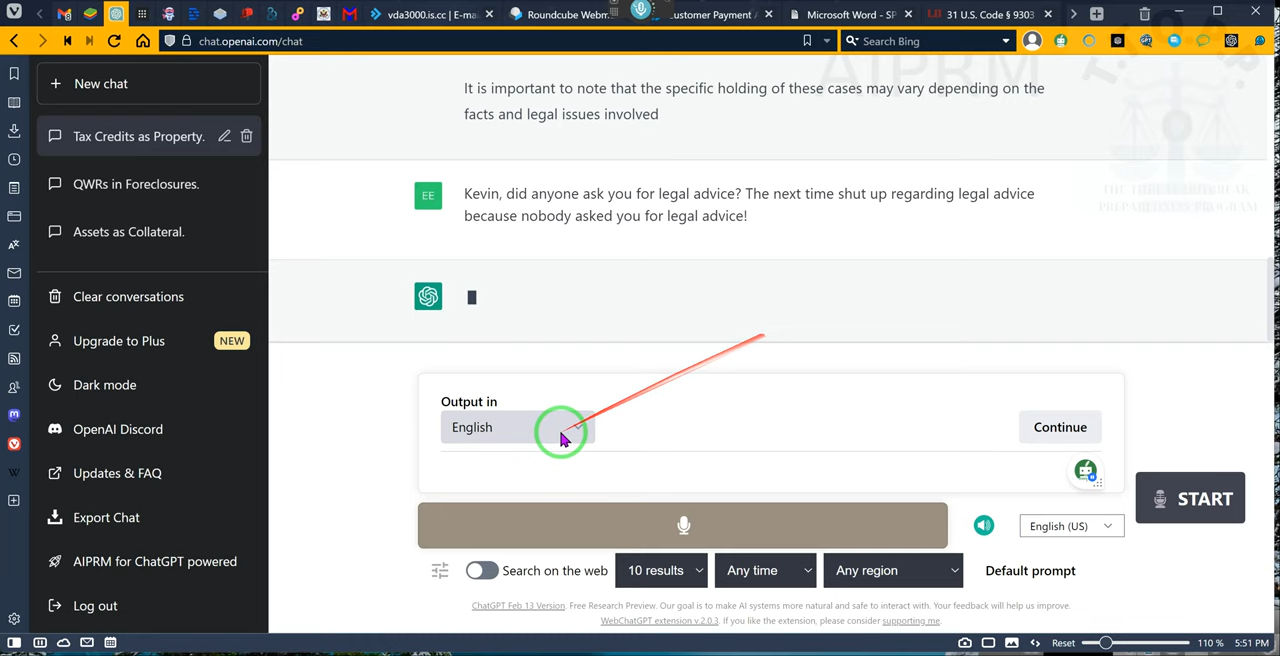 vda3000.is.cc | E-ma
Roundcube Webm
Customer Payment A
Microsoft Word - SP
31 U.S. Code § 9303
chat.openai.com/chat
Search Bing
AIPRM
New chat
Tax Credits as Property.
QWRs in Foreclosures.
Assets as Collateral.
Clear conversations
Upgrade to Plus
NEW
Dark mode
OpenAI Discord
Updates & FAQ
Export Chat
AIPRM for ChatGPT powered
Log out
It is important to note that the specific holding of these cases may vary depending on the
facts and legal issues involved
EE
Kevin, did anyone ask you for legal advice? The next time shut up regarding legal advice
because nobody asked you for legal advice!
Output in
English
Continue
START
English (US)
Search on the web
10 results
Any time
Any region
Default prompt
ChatGPT Feb 13 Version. Free Research Preview. Our goal is to make AI systems more natural and safe to interact with. Your feedback will help us improve.
WebChatGPT extension v.2.0.3. If you like the extension, please consider supporting me.
Reset
110 %
5:51 PM